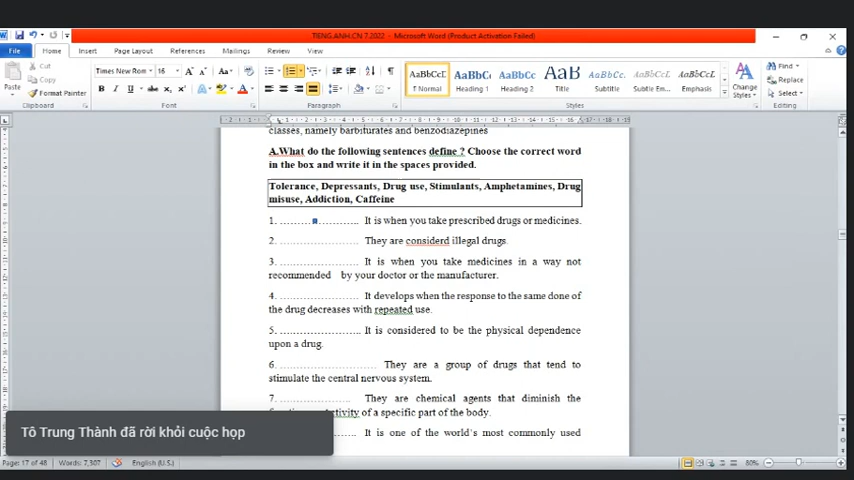 TIENG.ANH.CN 7.2022 - Microsoft Word (Product Activation Failed)
File Home Insert Page Layout References Mailings Review View
Paste
Cut
Copy
Format Painter
Clipboard
Times New Rom 16
Font
Paragraph
AaBbCcI AaBbCc AaBbCc AaB AaBbCc. AaBbCcI AaBbCcI
¶ Normal Heading 1 Heading 2 Title Subtitle Subtle Em... Emphasis
Change Styles
Styles
Find
Replace
Select
Editing
classes, namely barbifurates and benzodiazepines
A.What do the following sentences define ? Choose the correct word
in the box and write it in the spaces provided.
Tolerance, Depressants, Drug use, Stimulants, Amphetamines, Drug
misuse, Addiction, Caffeine
1. ........................ It is when you take prescribed drugs or medicines.
2. ........................ They are considerd illegal drugs.
3. ........................ It is when you take medicines in a way not
recommended by your doctor or the manufacturer.
4. ........................ It develops when the response to the same done of
the drug decreases with repeated use.
5. ........................ It is considered to be the physical dependence
upon a drug.
6. ........................ They are a group of drugs that tend to
stimulate the central nervous system.
7. ........................ They are chemical agents that diminish the
of a specific part of the body.
It is one of the world's most commonly used
Tô Trung Thành đã rời khỏi cuộc họp
Page: 17 of 48 Words: 7,307 English (U.S.) 80%